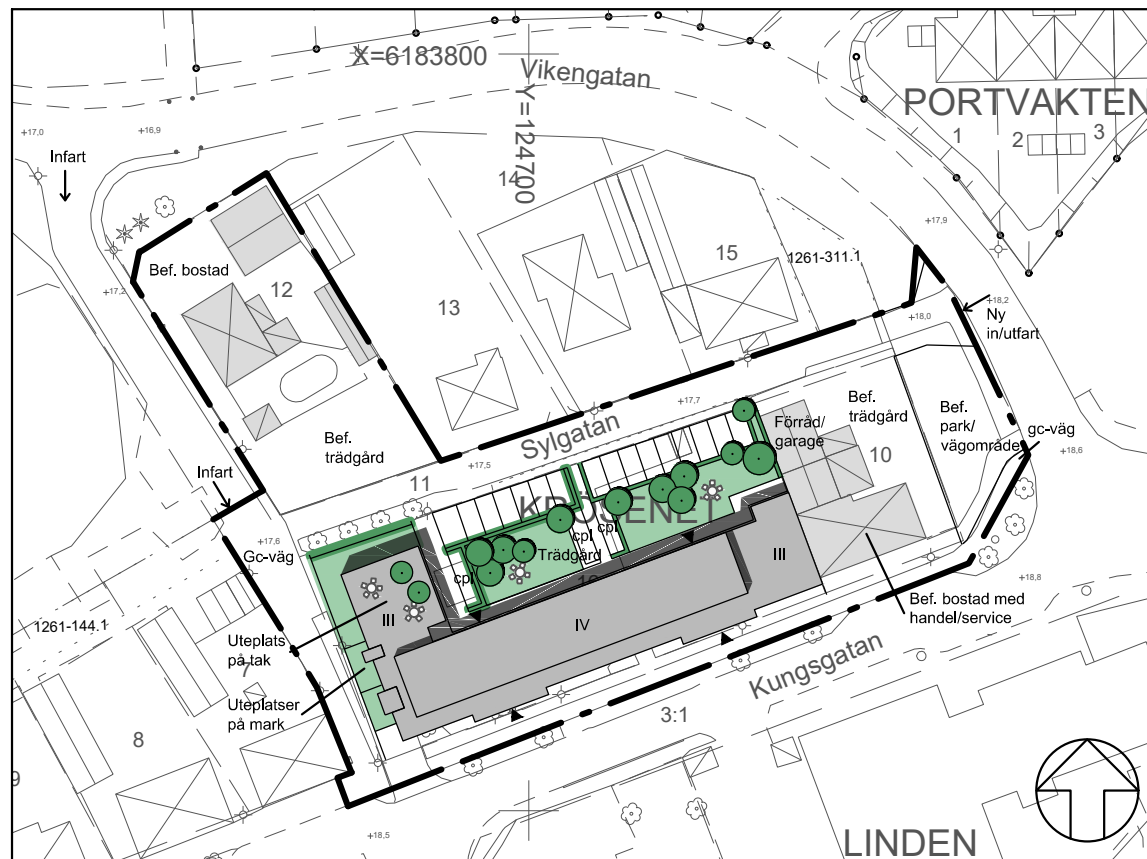 X=6183800
Vikengatan
Y=124700
PORTVAKTEN
1
2
3
+17,0
+16,9
Infart
14
+17,9
15
1261-311.1
Bef. bostad
+17,2
12
13
+18,2
Ny
in/utfart
+18,0
+17,7
Bef.
trädgård
Förråd/
garage
Bef.
park/
vägområde
gc-väg
Sylgatan
Bef.
trädgård
+17,5
+18,6
10
Infart
11
KRÖSENET
+17,6
Gc-väg
cpl
cpl
cpl
Trädgård
16
III
III
IV
+18,8
1261-144.1
Bef. bostad med
handel/service
Uteplats
på tak
7
Uteplatser
på mark
Kungsgatan
3:1
8
9
+18,5
LINDEN